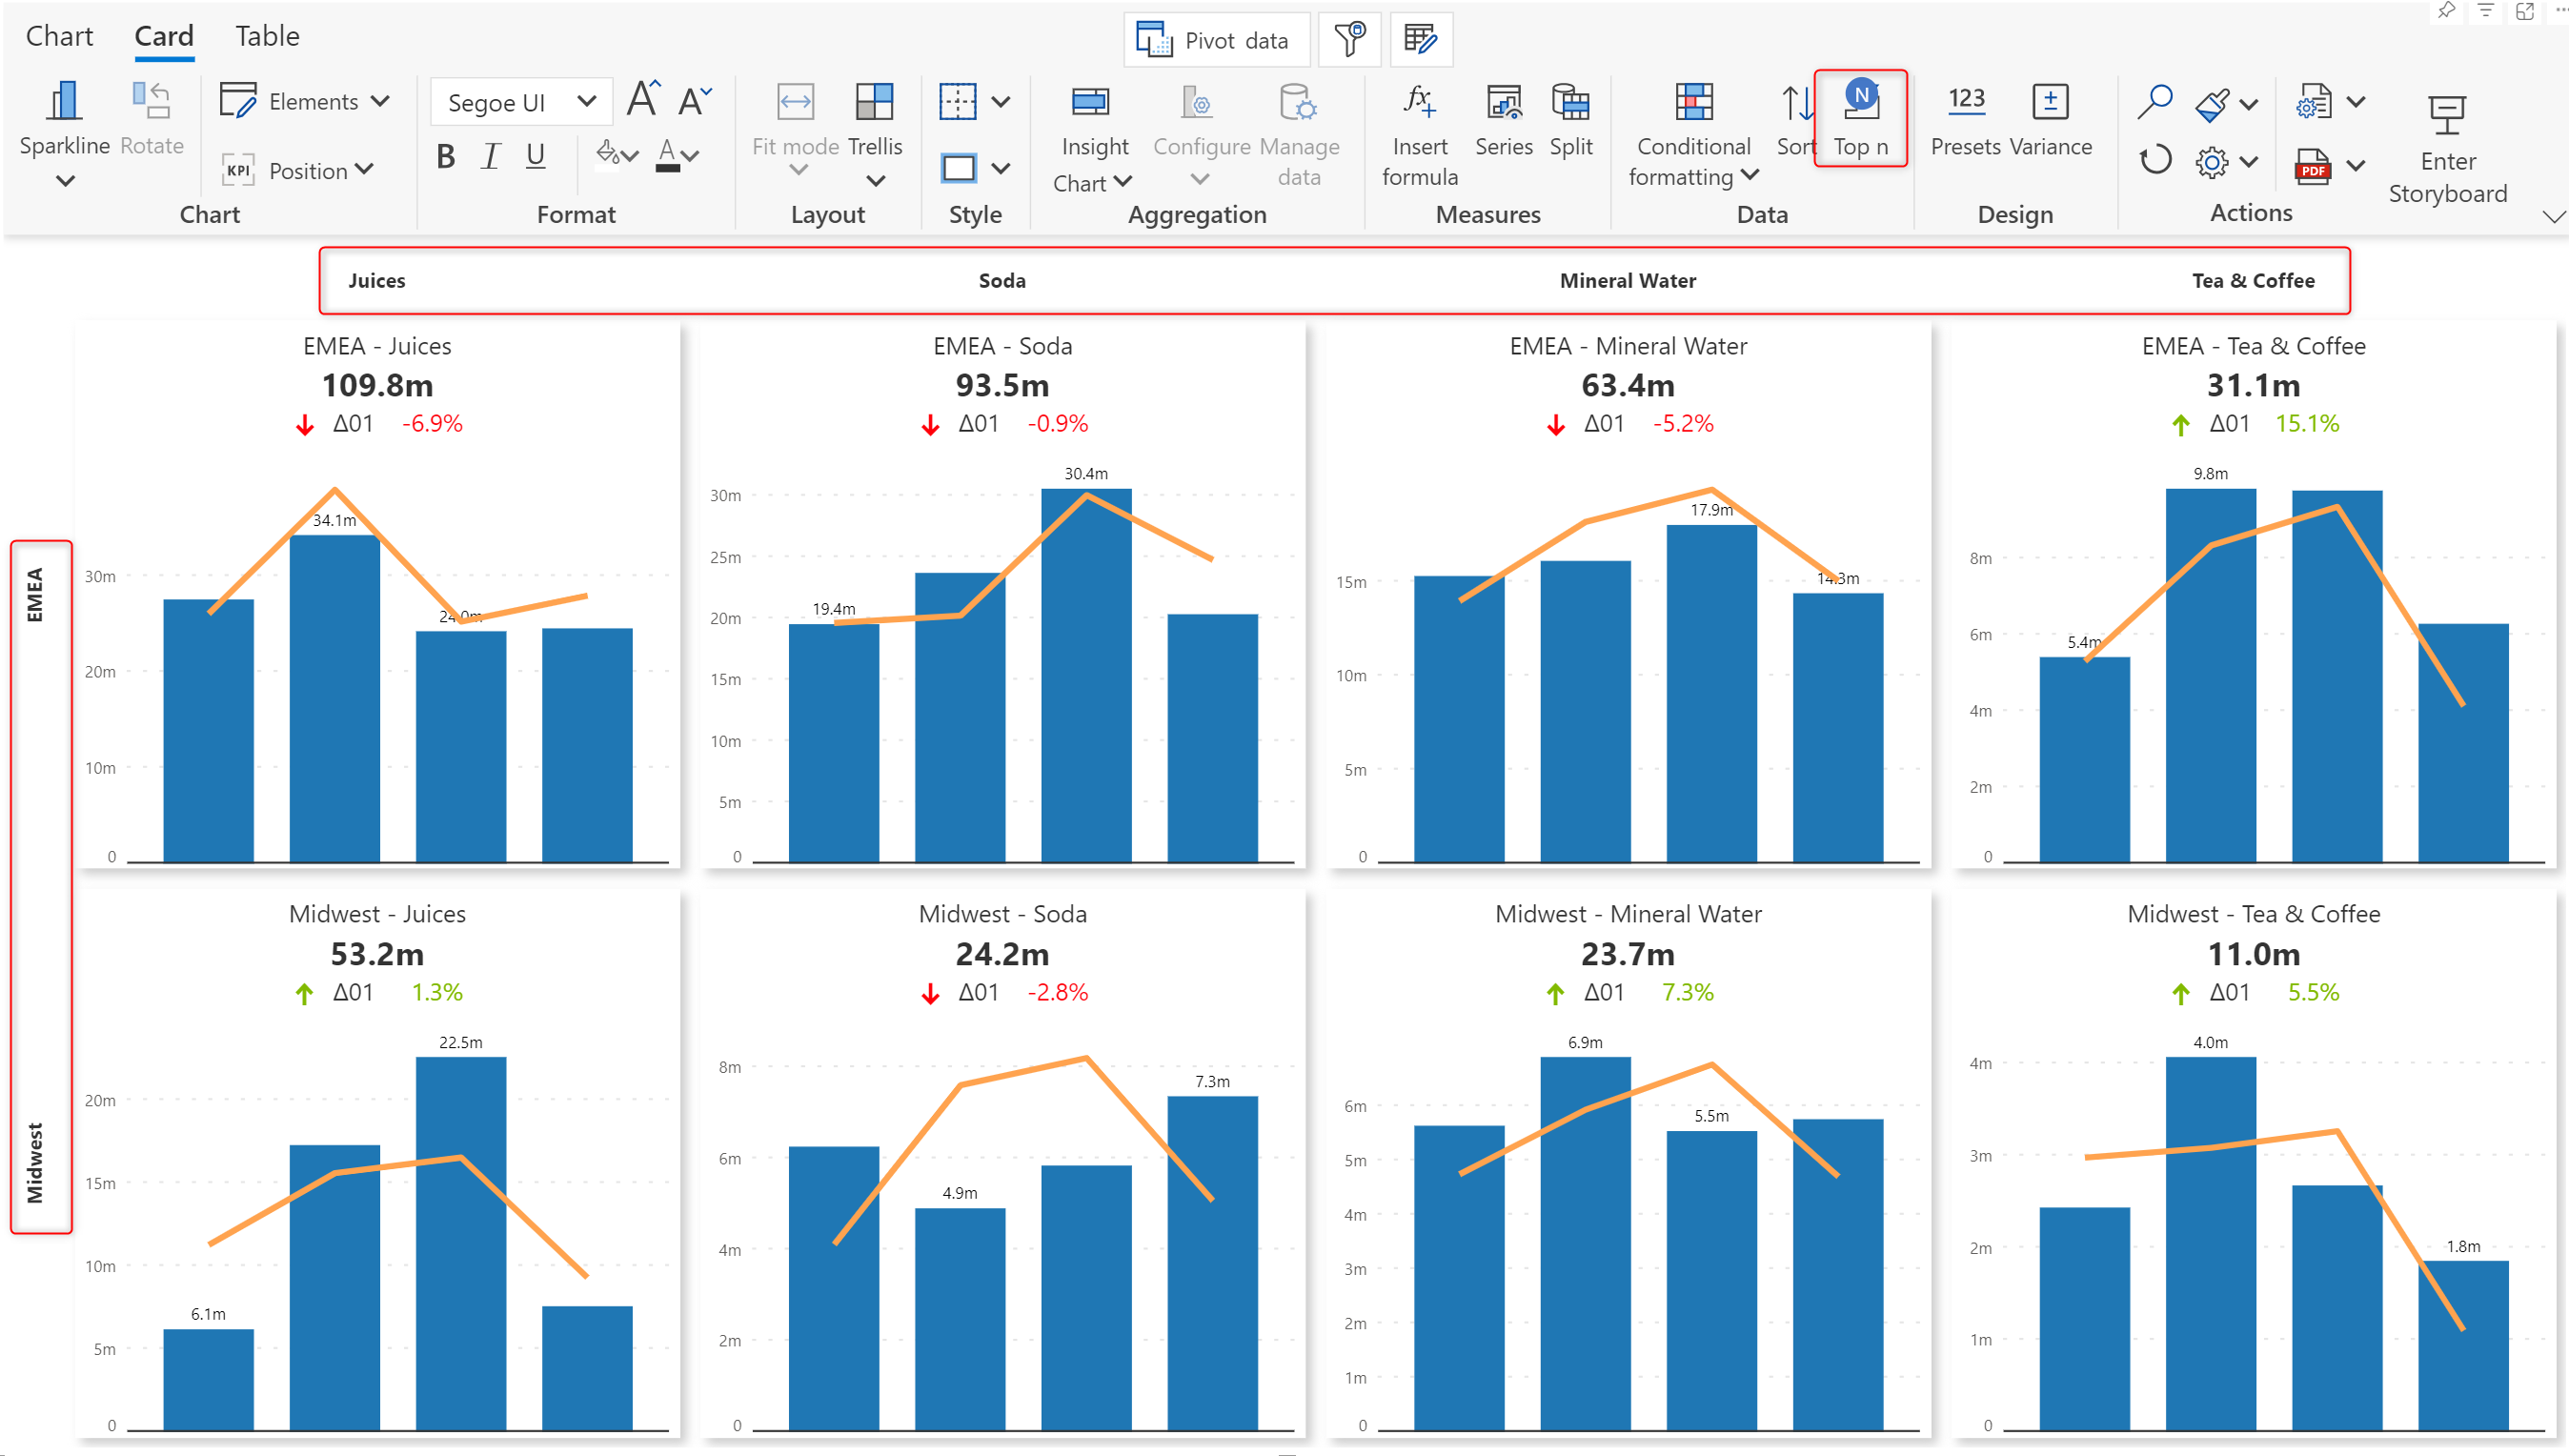 Chart Card Table
Pivot data
Sparkline Rotate
Elements
KPI Position
Chart
Segoe UI A A
B I U A
Format
Fit mode Trellis
Layout
Style
Insight Chart Configure Manage data
Aggregation
fx Insert formula Series Split
Measures
Conditional formatting Sort N Top n
Data
123 Presets Variance
Design
PDF
Actions
Enter Storyboard
Juices Soda Mineral Water Tea & Coffee
EMEA
EMEA - Juices
109.8m
Δ01 -6.9%
34.1m
24.0m
30m
20m
10m
0
EMEA - Soda
93.5m
Δ01 -0.9%
30.4m
19.4m
30m
25m
20m
15m
10m
5m
0
EMEA - Mineral Water
63.4m
Δ01 -5.2%
17.9m
14.3m
15m
10m
5m
0
EMEA - Tea & Coffee
31.1m
Δ01 15.1%
9.8m
5.4m
8m
6m
4m
2m
0
Midwest
Midwest - Juices
53.2m
Δ01 1.3%
22.5m
6.1m
20m
15m
10m
5m
0
Midwest - Soda
24.2m
Δ01 -2.8%
7.3m
4.9m
8m
6m
4m
2m
0
Midwest - Mineral Water
23.7m
Δ01 7.3%
6.9m
5.5m
6m
5m
4m
3m
2m
1m
0
Midwest - Tea & Coffee
11.0m
Δ01 5.5%
4.0m
1.8m
4m
3m
2m
1m
0